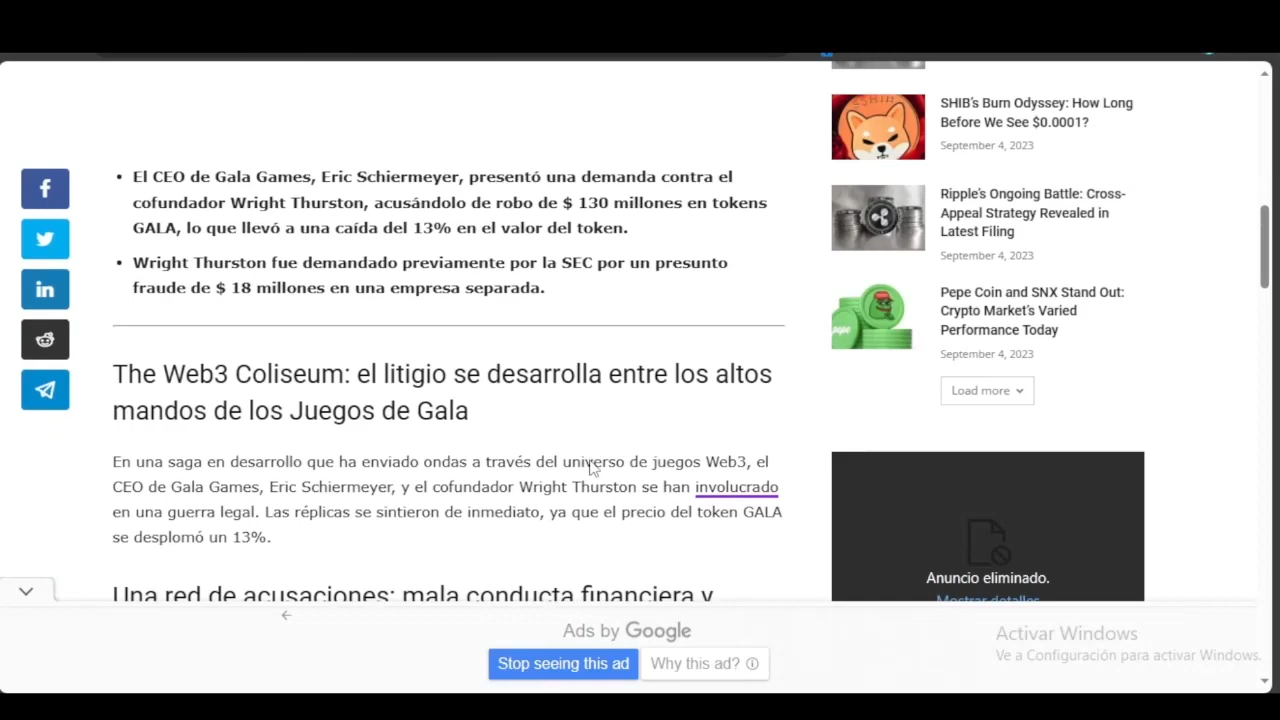 El CEO de Gala Games, Eric Schiermeyer, presentó una demanda contra el
cofundador Wright Thurston, acusándolo de robo de $ 130 millones en tokens
GALA, lo que llevó a una caída del 13% en el valor del token.
Wright Thurston fue demandado previamente por la SEC por un presunto
fraude de $ 18 millones en una empresa separada.
The Web3 Coliseum: el litigio se desarrolla entre los altos
mandos de los Juegos de Gala
En una saga en desarrollo que ha enviado ondas a través del universo de juegos Web3, el
CEO de Gala Games, Eric Schiermeyer, y el cofundador Wright Thurston se han involucrado
en una guerra legal. Las réplicas se sintieron de inmediato, ya que el precio del token GALA
se desplomó un 13%.
Una red de acusaciones: mala conducta financiera y
SHIB's Burn Odyssey: How Long
Before We See $0.0001?
September 4, 2023
Ripple's Ongoing Battle: Cross-
Appeal Strategy Revealed in
Latest Filing
September 4, 2023
Pepe Coin and SNX Stand Out:
Crypto Market's Varied
Performance Today
September 4, 2023
Load more
Anuncio eliminado.
Mostrar detalles
Ads by Google
Stop seeing this ad
Why this ad?
Activar Windows
Ve a Configuración para activar Windows.